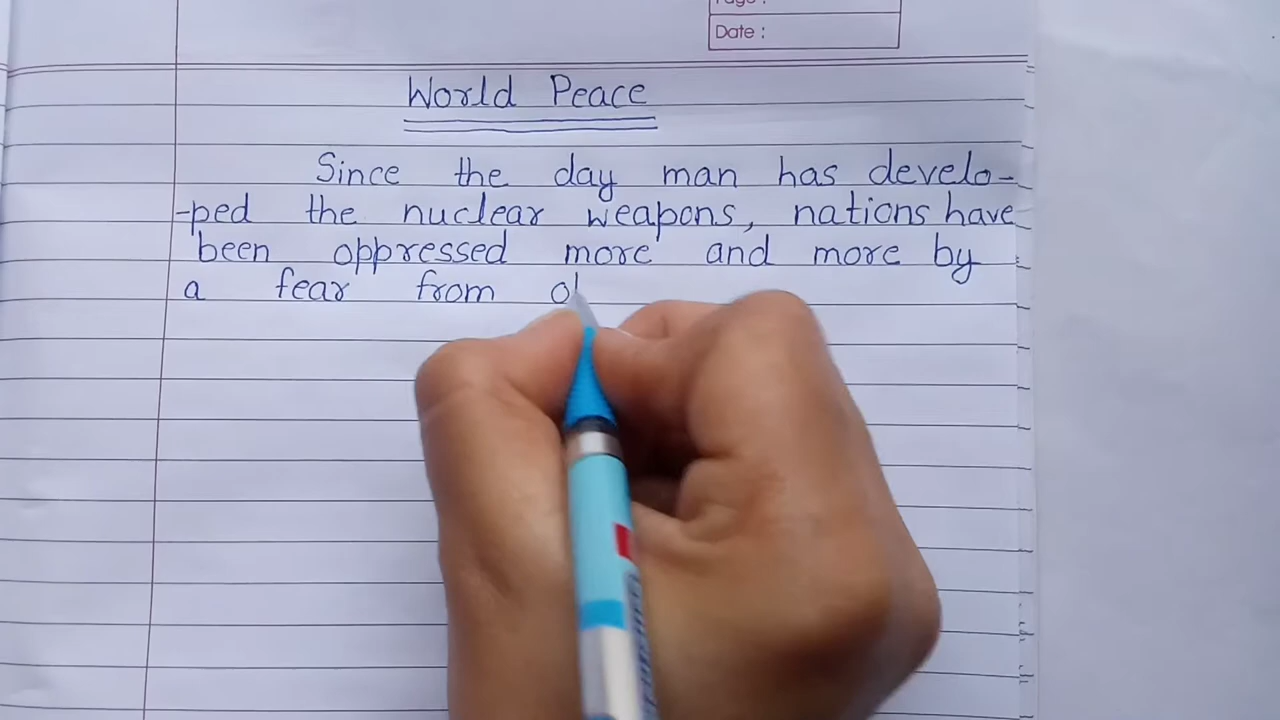 Date :
World Peace
Since the day man has develo-
-ped the nuclear weapons, nations have
been oppressed more and more by
a fear from